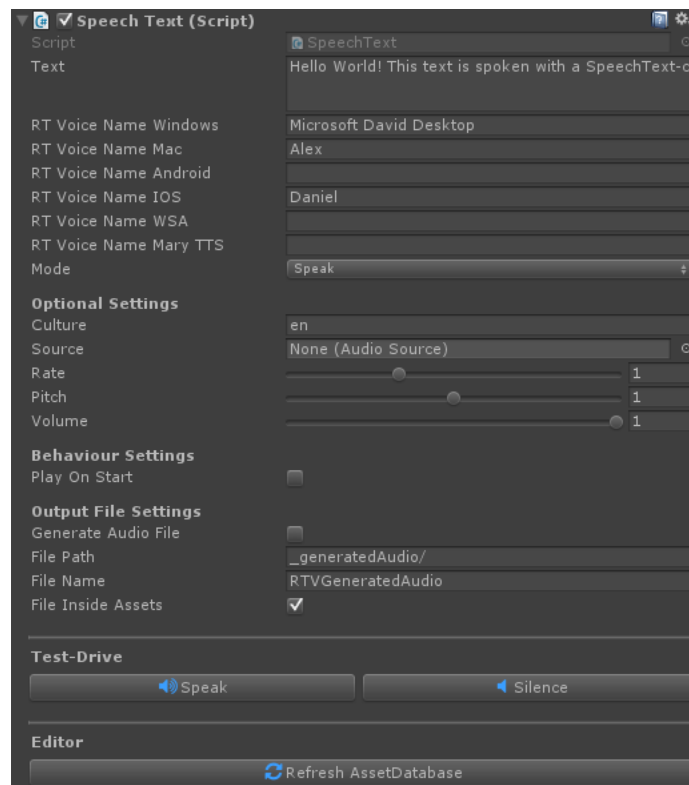 Speech Text (Script)
Script SpeechText
Text Hello World! This text is spoken with a SpeechText-c
RT Voice Name Windows Microsoft David Desktop
RT Voice Name Mac Alex
RT Voice Name Android
RT Voice Name IOS Daniel
RT Voice Name WSA
RT Voice Name Mary TTS
Mode Speak
Optional Settings
Culture en
Source None (Audio Source)
Rate 1
Pitch 1
Volume 1
Behaviour Settings
Play On Start
Output File Settings
Generate Audio File
File Path _generatedAudio/
File Name RTVGeneratedAudio
File Inside Assets
Test-Drive
Speak Silence
Editor
Refresh AssetDatabase